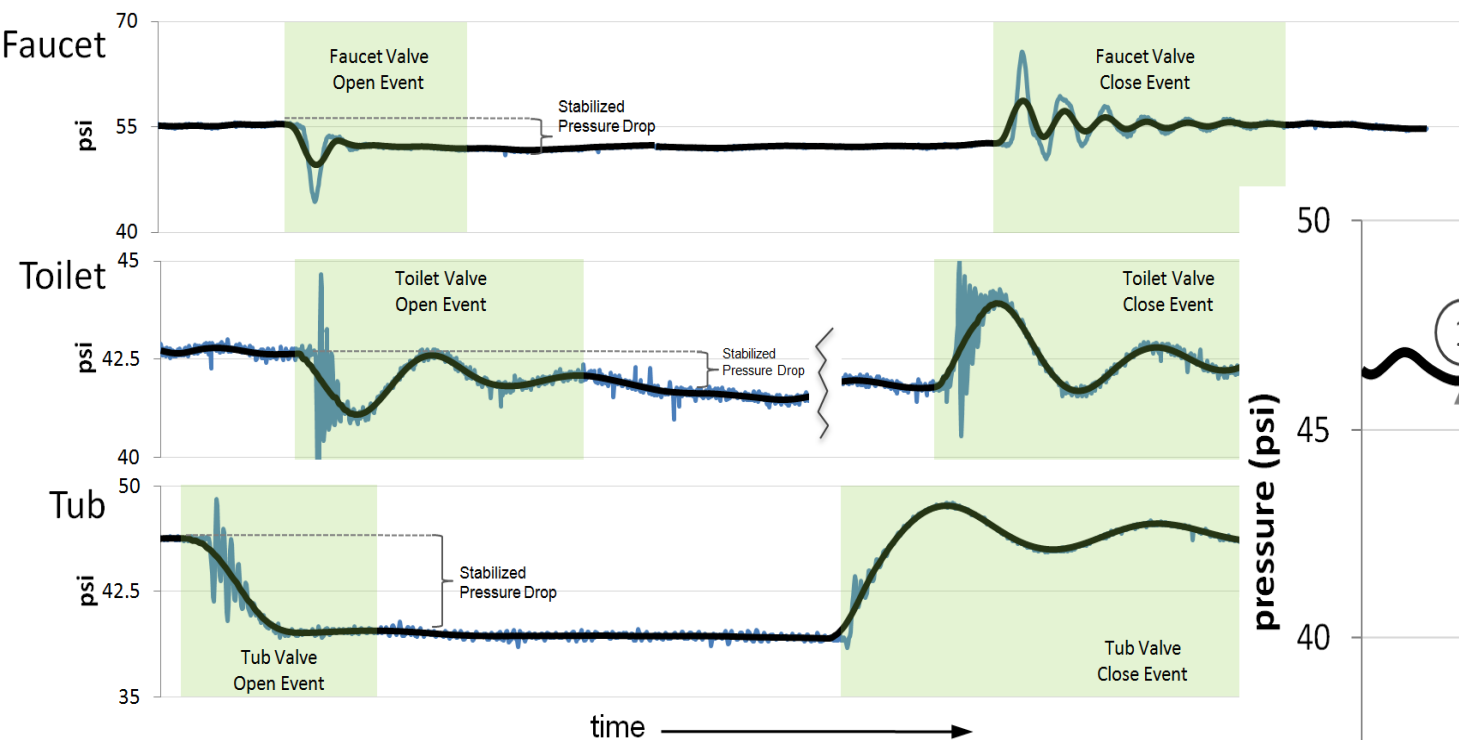 70
Faucet
Faucet Valve
Open Event
Faucet Valve
Close Event
Stabilized
Pressure Drop
psi
55
40
50
Toilet
45
Toilet Valve
Open Event
Toilet Valve
Close Event
psi
42.5
Stabilized
Pressure Drop
40
pressure (psi)
45
Tub
50
psi
42.5
Stabilized
Pressure Drop
40
Tub Valve
Open Event
Tub Valve
Close Event
35
time